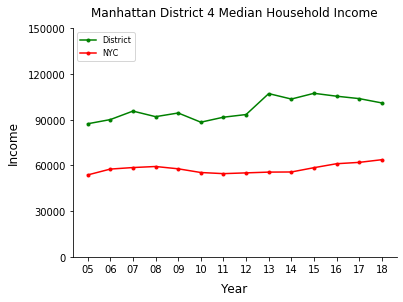 Manhattan District 4 Median Household Income
150000
120000
90000
60000
30000
0
Income
District
NYC
05 06 07 08 09 10 11 12 13 14 15 16 17 18
Year